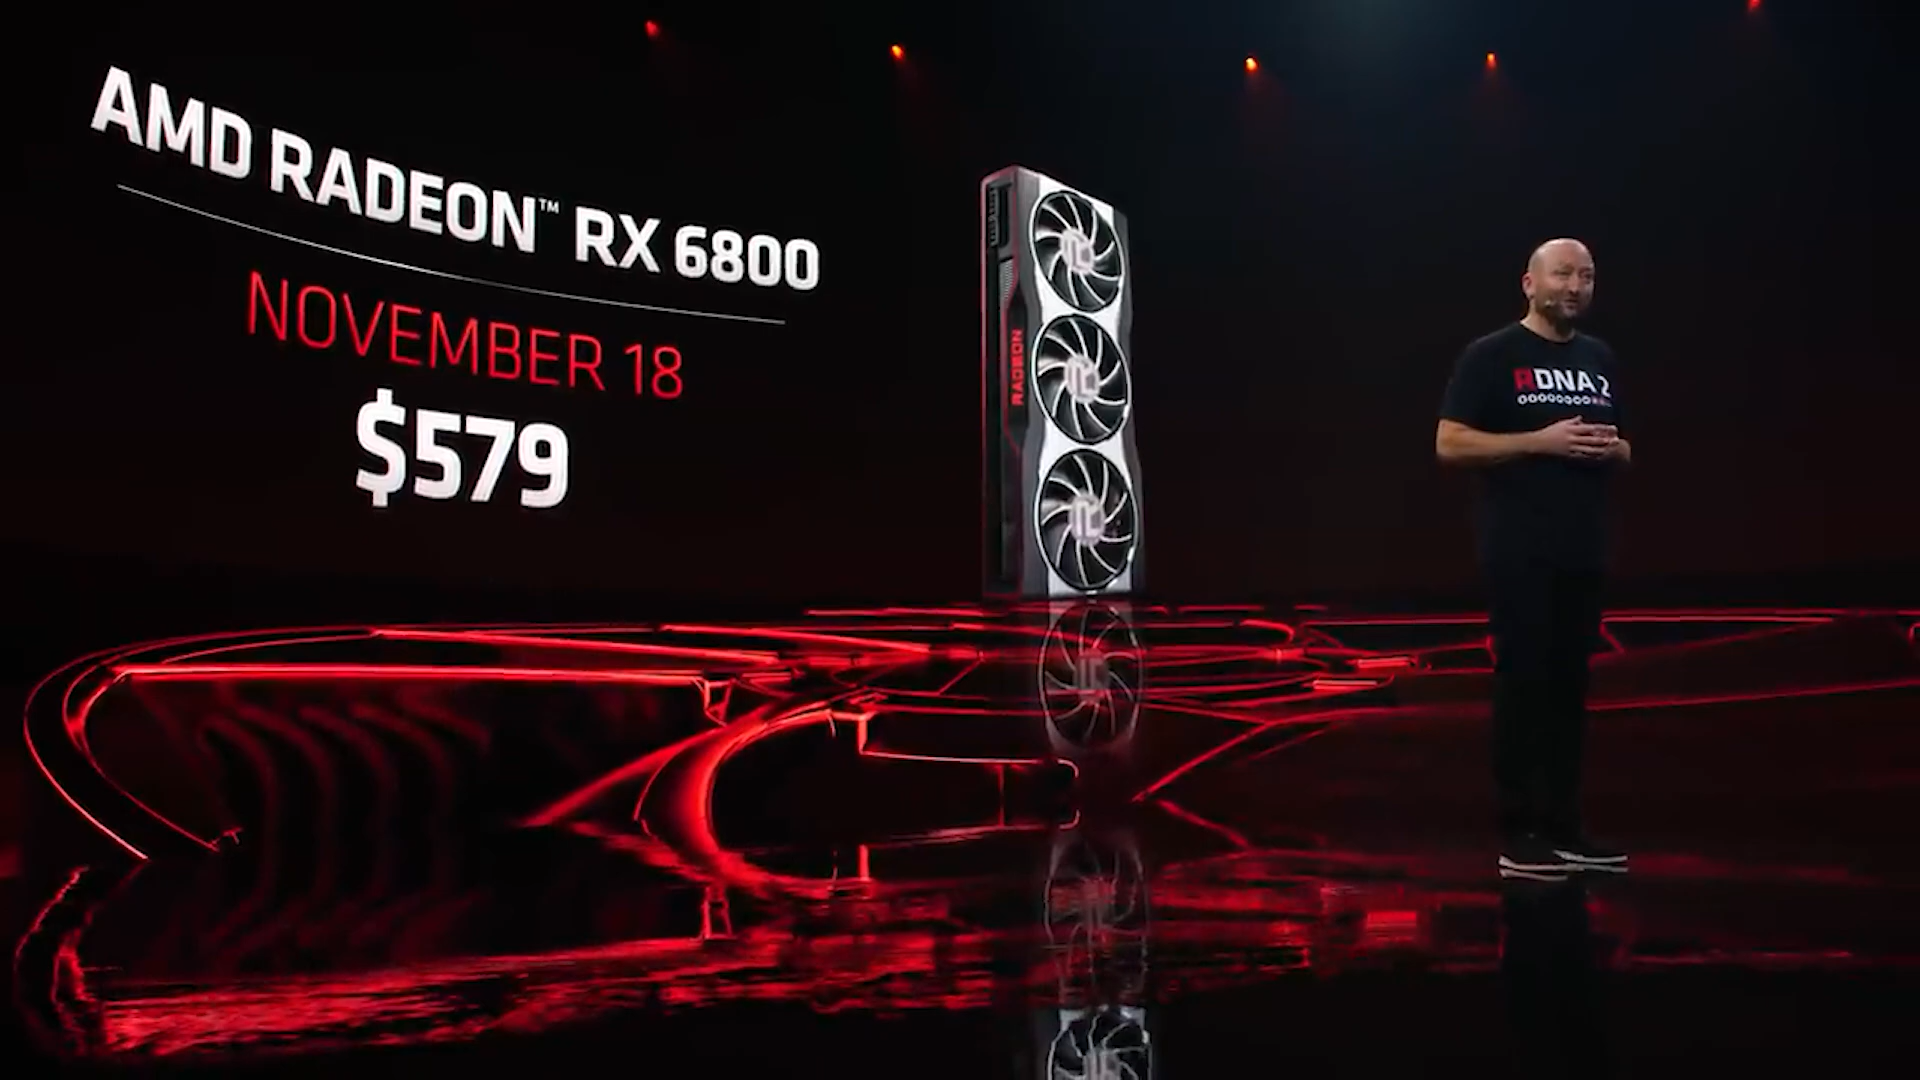 AMD RADEON™ RX 6800
NOVEMBER 18
$579
RADEON
RDNA 2